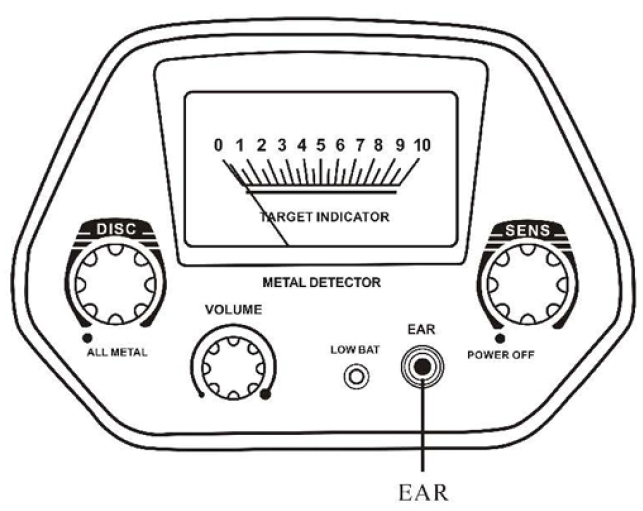 0 1 2 3 4 5 6 7 8 9 10
TARGET INDICATOR
DISC
SENS
METAL DETECTOR
VOLUME
ALL METAL
LOW BAT
EAR
POWER OFF
EAR